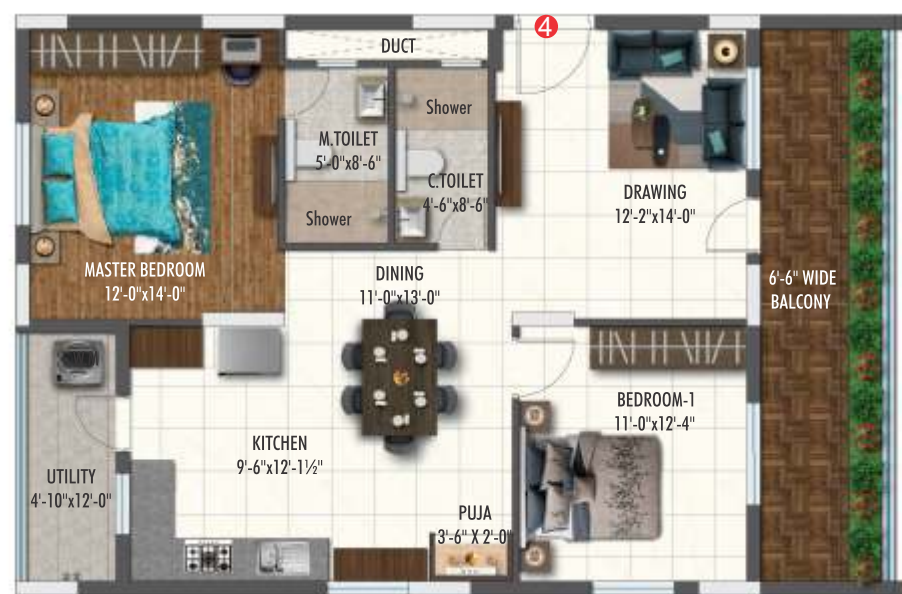 4
DUCT
Shower
M.TOILET
5'-0"x8'-6"
C.TOILET
4'-6"x8'-6"
Shower
DRAWING
12'-2"x14'-0"
MASTER BEDROOM
12'-0"x14'-0"
DINING
11'-0"x13'-0"
6'-6" WIDE
BALCONY
BEDROOM-1
11'-0"x12'-4"
KITCHEN
9'-6"x12'-1½"
UTILITY
4'-10"x12'-0"
PUJA
3'-6" X 2'-0"